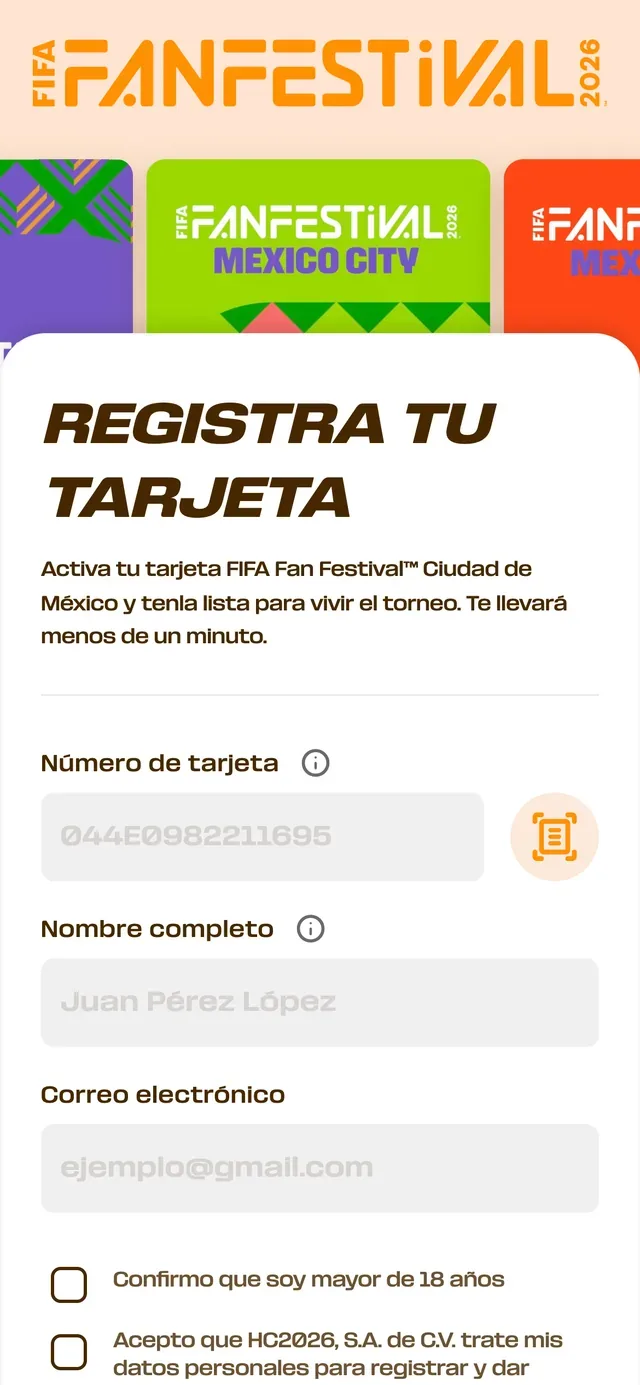 FIFA FANFESTiVAL 2026
FIFA FANFESTiVAL 2026
MEXICO CITY
FIFA
REGISTRA TU
TARJETA
Activa tu tarjeta FIFA Fan Festival™ Ciudad de
México y tenla lista para vivir el torneo. Te llevará
menos de un minuto.
Número de tarjeta
044E0982211695
Nombre completo
Juan Pérez López
Correo electrónico
ejemplo@gmail.com
Confirmo que soy mayor de 18 años
Acepto que HC2026, S.A. de C.V. trate mis
datos personales para registrar y dar